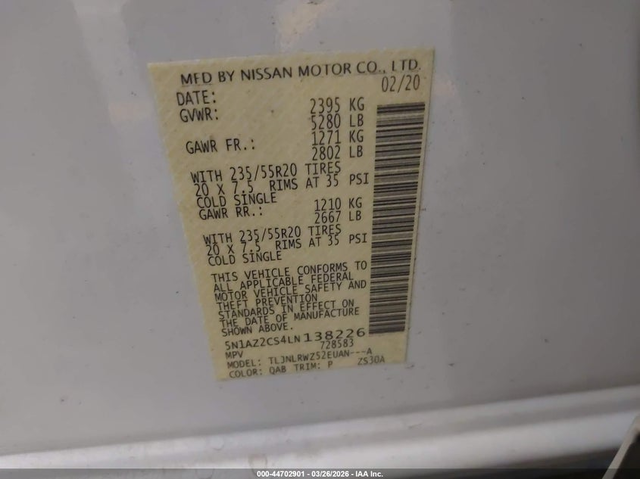 MFD BY NISSAN MOTOR CO., LTD.
DATE: 02/20
GVWR: 2395 KG
5280 LB
GAWR FR.: 1271 KG
2802 LB
WITH 235/55R20 TIRES
20 X 7.5 RIMS AT 35 PSI
COLD SINGLE
GAWR RR.: 1210 KG
2667 LB
WITH 235/55R20 TIRES
20 X 7.5 RIMS AT 35 PSI
COLD SINGLE
THIS VEHICLE CONFORMS TO
ALL APPLICABLE FEDERAL
MOTOR VEHICLE SAFETY AND
THEFT PREVENTION
STANDARDS IN EFFECT ON
THE DATE OF MANUFACTURE
SHOWN ABOVE.
5N1AZ2CS4LN138226
MPV 728583
MODEL: TLJNLRWZ52EUAN---A
COLOR: QAB TRIM: P ZS30A
000-44702901 - 03/26/2026 - IAA Inc.